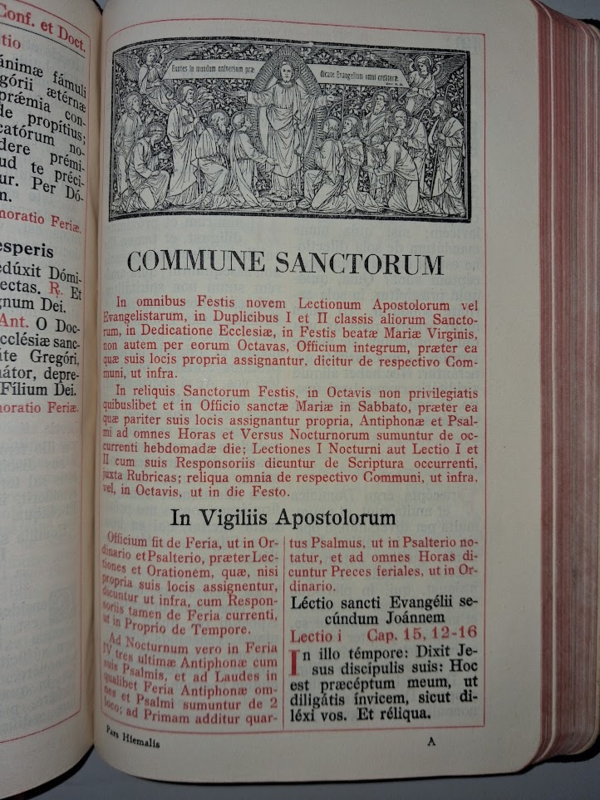 Conf. et Doct.
tio
ánimæ fámuli
górii ætérnæ
præmia con-
de propítius;
catórum no-
dere prémi-
ud te préci-
ur. Per Dó-
n.
noratio Feriæ.
esperis
edúxit Dómi-
ectas. ℟. Et
gnum Dei.
Ant. O Doc-
cclésiæ sanc-
áte Gregóri,
nátor, depre-
Fílium Dei.
noratio Feriæ.
Euntes in mundum universum præ
dicate Evangelium omni creaturæ
COMMUNE SANCTORUM
In omnibus Festis novem Lectionum Apostolorum vel
Evangelistarum, in Duplicibus I et II classis aliorum Sancto-
rum, in Dedicatione Ecclesiæ, in Festis beatæ Mariæ Virginis,
non autem per eorum Octavas, Officium integrum, præter ea
quæ suis locis propria assignantur, dicitur de respectivo Com-
muni, ut infra.
In reliquis Sanctorum Festis, in Octavis non privilegiatis
quibuslibet et in Officio sanctæ Mariæ in Sabbato, præter ea
quæ pariter suis locis assignantur propria, Antiphonæ et Psal-
mi ad omnes Horas et Versus Nocturnorum sumuntur de oc-
currenti hebdomadæ die; Lectiones I Nocturni aut Lectio I et
II cum suis Responsoriis dicuntur de Scriptura occurrenti,
juxta Rubricas; reliqua omnia de respectivo Communi, ut infra,
vel, in Octavis, ut in die Festo.
In Vigiliis Apostolorum
Officium fit de Feria, ut in Or-
dinario et Psalterio, præter Lec-
tiones et Orationem, quæ, nisi
propria suis locis assignentur,
dicuntur ut infra, cum Respon-
soriis tamen de Feria currenti,
ut in Proprio de Tempore.
Ad Nocturnum vero in Feria
IV tres ultimæ Antiphonæ cum
suis Psalmis, et ad Laudes in
qualibet Feria Antiphonæ om-
nes et Psalmi sumuntur de 2
loco; ad Primam additur quar-
tus Psalmus, ut in Psalterio no-
tatur, et ad omnes Horas di-
cuntur Preces feriales, ut in Or-
dinario.
Léctio sancti Evangélii se-
cúndum Joánnem
Lectio i Cap. 15, 12-16
In illo témpore: Dixit Je-
sus discípulis suis: Hoc
est præcéptum meum, ut
diligátis ínvicem, sicut di-
léxi vos. Et réliqua.
Pars Hiemalis
A